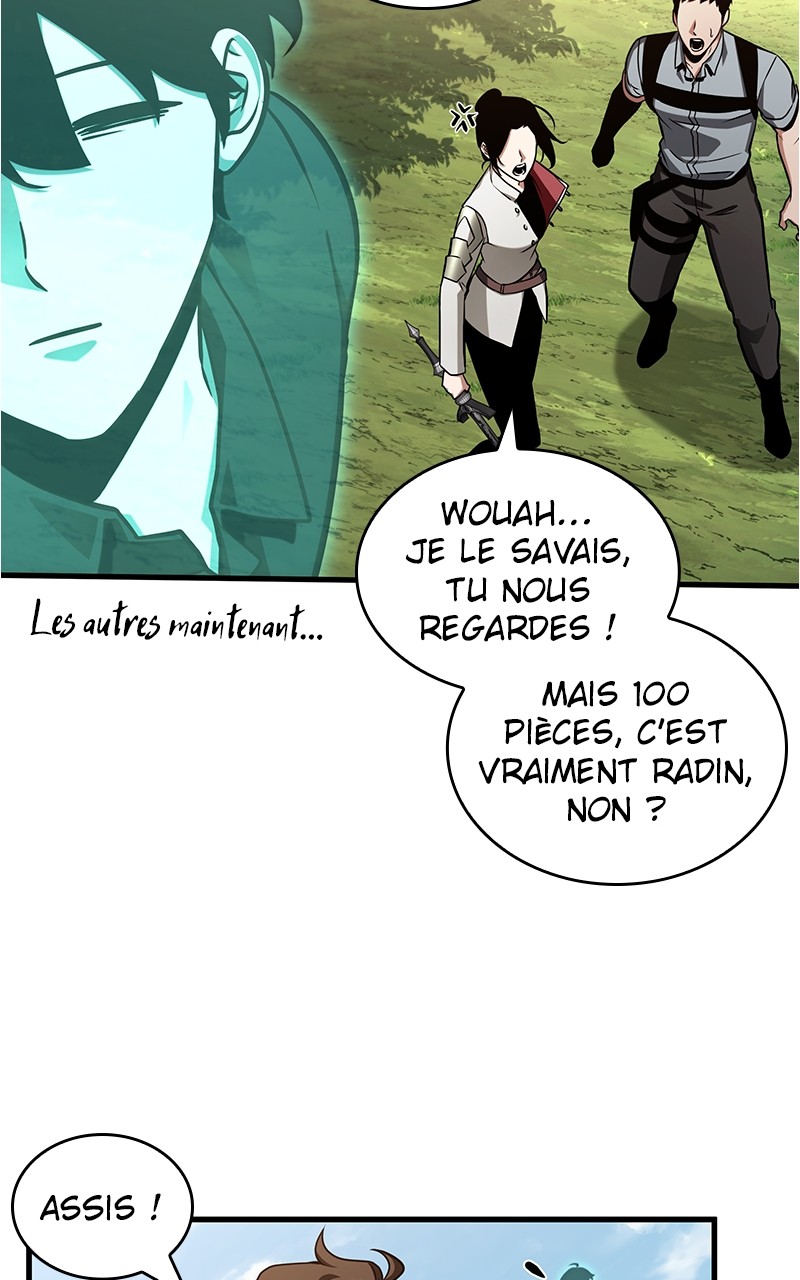 WOUAH...
JE LE SAVAIS,
TU NOUS
REGARDES !
Les autres maintenant...
MAIS 100
PIÈCES, C'EST
VRAIMENT RADIN,
NON ?
ASSIS !